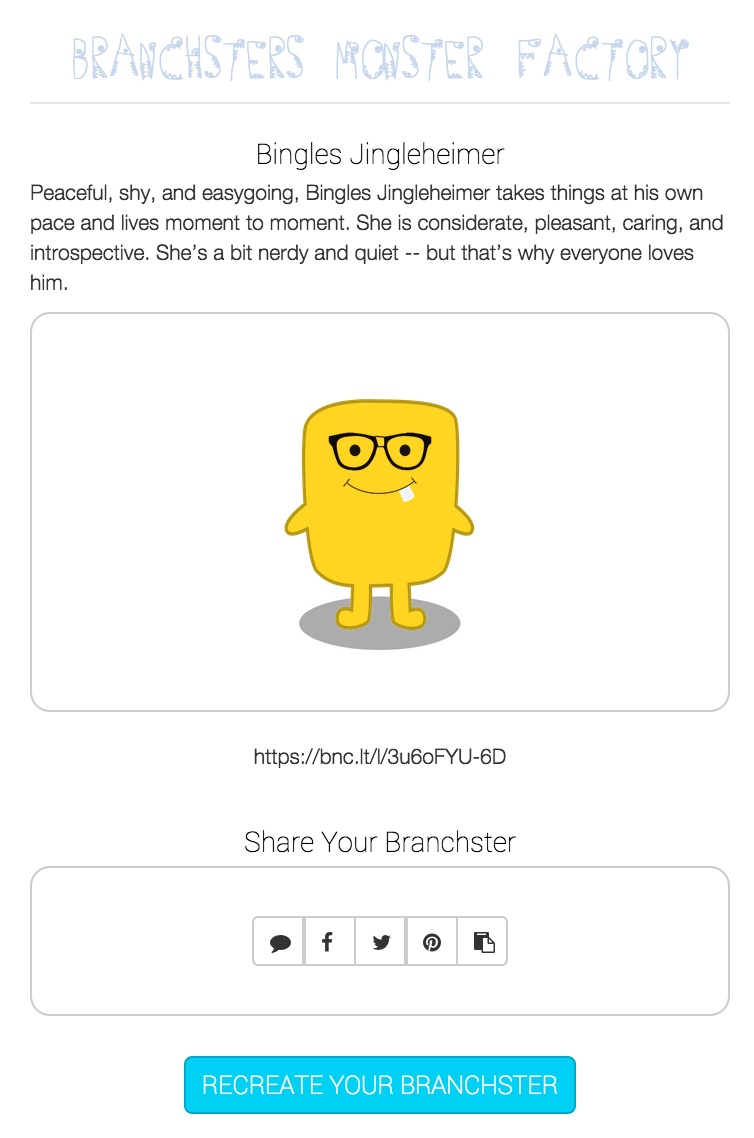 BRANCHSTERS MONSTER FACTORY
Bingles Jingleheimer
Peaceful, shy, and easygoing, Bingles Jingleheimer takes things at his own
pace and lives moment to moment. She is considerate, pleasant, caring, and
introspective. She's a bit nerdy and quiet -- but that's why everyone loves
him.
https://bnc.lt/l/3u6oFYU-6D
Share Your Branchster
RECREATE YOUR BRANCHSTER